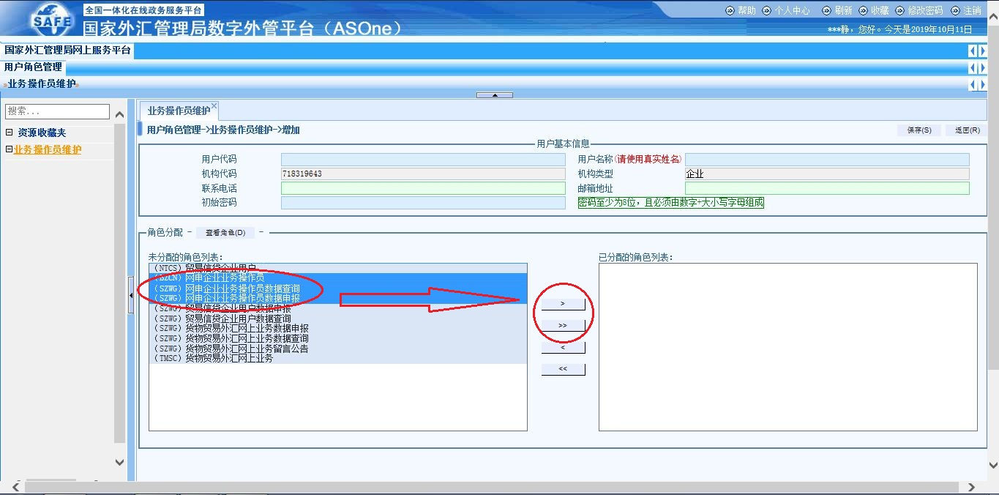 SAFE
全国一体化在线政务服务平台
国家外汇管理局数字外管平台（ASOne）
帮助 个人中心 刷新 收藏 修改密码 注销
***静，您好。今天是2019年10月11日
国家外汇管理局网上服务平台
用户角色管理
»业务操作员维护»
搜索...
资源收藏夹
业务操作员维护
业务操作员维护
用户角色管理->业务操作员维护->增加
保存(S) 返回(R)
用户基本信息
用户代码 用户名称(请使用真实姓名)
机构代码 718319643 机构类型 企业
联系电话 邮箱地址
初始密码 密码至少为8位，且必须由数字+大小写字母组成
角色分配 - 查看角色(D) -
未分配的角色列表: 已分配的角色列表:
(NTCS) 贸易信贷企业用户
(BZCN) 网申企业业务操作员
(SZWG) 网申企业业务操作员数据查询
(SZWG) 网申企业业务操作员数据申报
(SZWG) 贸易信贷企业用户数据申报
(SZWG) 贸易信贷企业用户数据查询
(SZWG) 货物贸易外汇网上业务数据申报
(SZWG) 货物贸易外汇网上业务数据查询
(SZWG) 货物贸易外汇网上业务留言公告
(TMSC) 货物贸易外汇网上业务
>
>>
<
<<